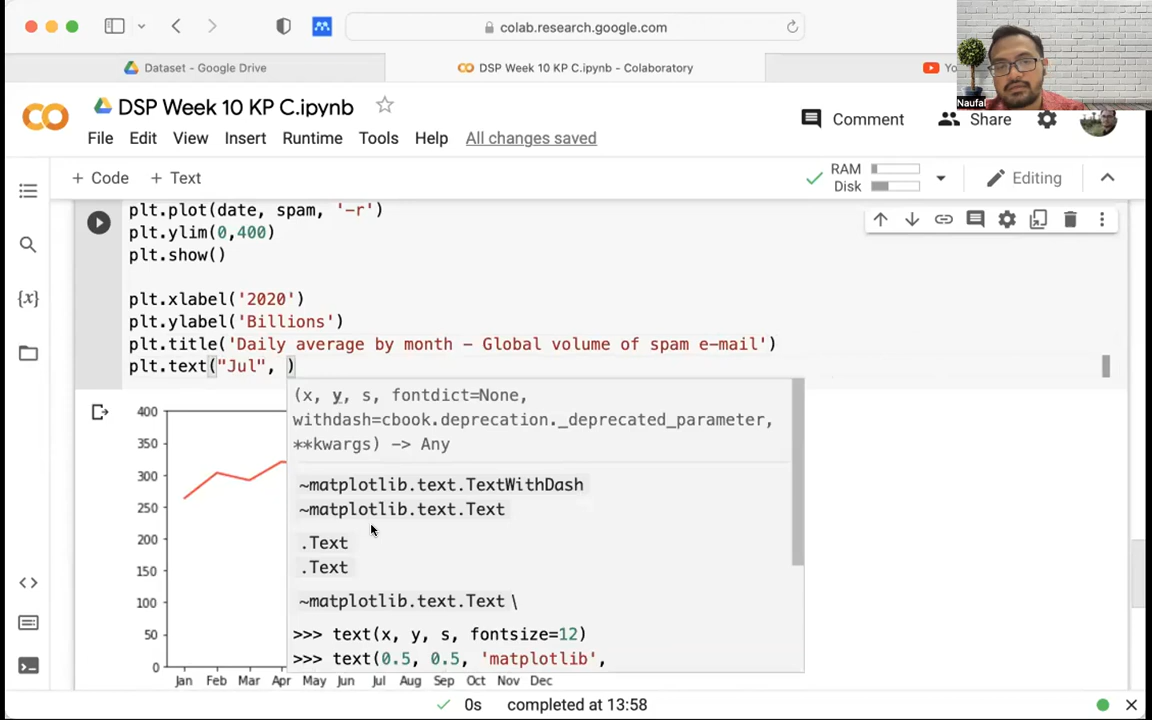 colab.research.google.com
Dataset - Google Drive
DSP Week 10 KP C.ipynb - Colaboratory
Yo
Naufal
DSP Week 10 KP C.ipynb
File Edit View Insert Runtime Tools Help All changes saved
Comment
Share
+ Code + Text
RAM
Disk
Editing
plt.plot(date, spam, '-r')
plt.ylim(0,400)
plt.show()
plt.xlabel('2020')
plt.ylabel('Billions')
plt.title('Daily average by month - Global volume of spam e-mail')
plt.text("Jul", )
(x, y, s, fontdict=None,
withdash=cbook.deprecation._deprecated_parameter,
**kwargs) -> Any
~matplotlib.text.TextWithDash
~matplotlib.text.Text
.Text
.Text
~matplotlib.text.Text \
>>> text(x, y, s, fontsize=12)
>>> text(0.5, 0.5, 'matplotlib',
400
350
300
250
200
150
100
50
0
Jan Feb Mar Apr May Jun Jul Aug Sep Oct Nov Dec
{x}
0s completed at 13:58